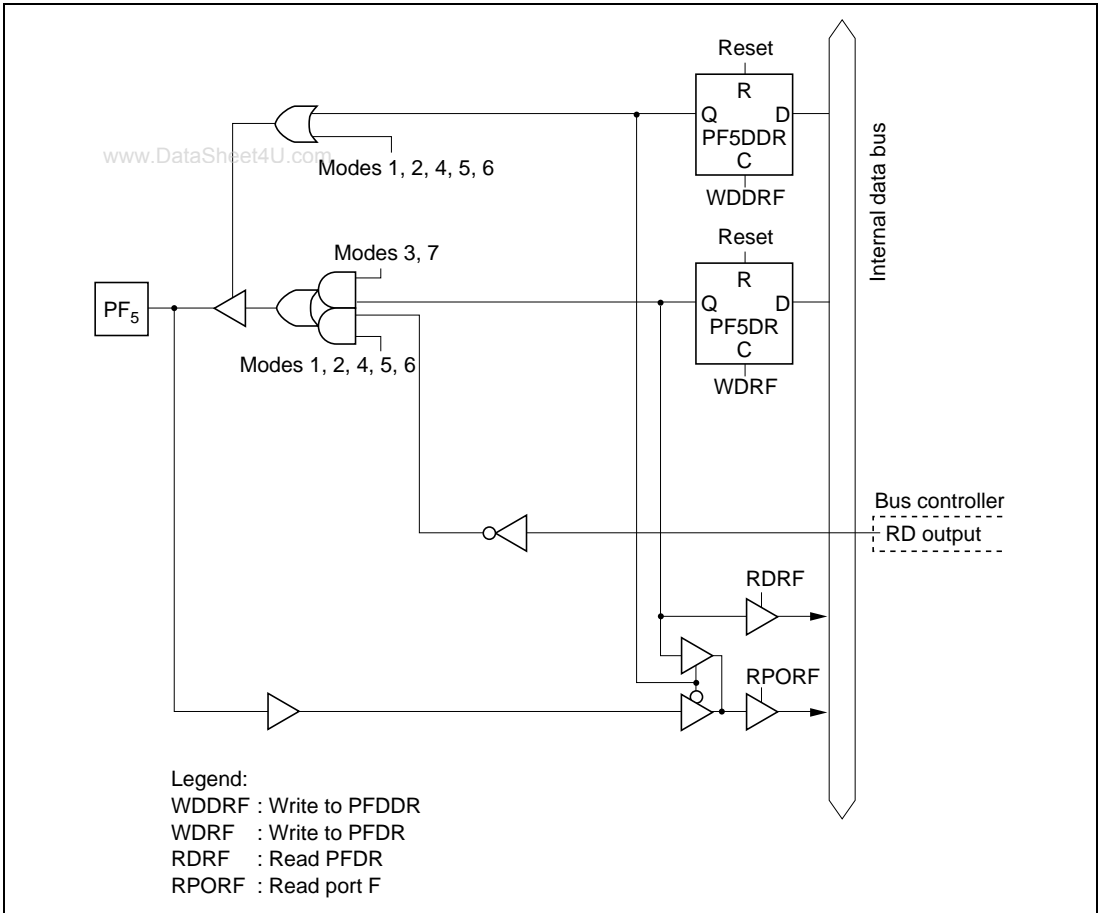 Reset
R
Q D
PF5DDR
C
WDDRF
www.DataSheet4U.com
Modes 1, 2, 4, 5, 6
Internal data bus
Reset
R
Q D
PF5DR
C
WDRF
Modes 3, 7
PF5
Modes 1, 2, 4, 5, 6
Bus controller
RD output
RDRF
RPORF
Legend:
WDDRF : Write to PFDDR
WDRF : Write to PFDR
RDRF : Read PFDR
RPORF : Read port F